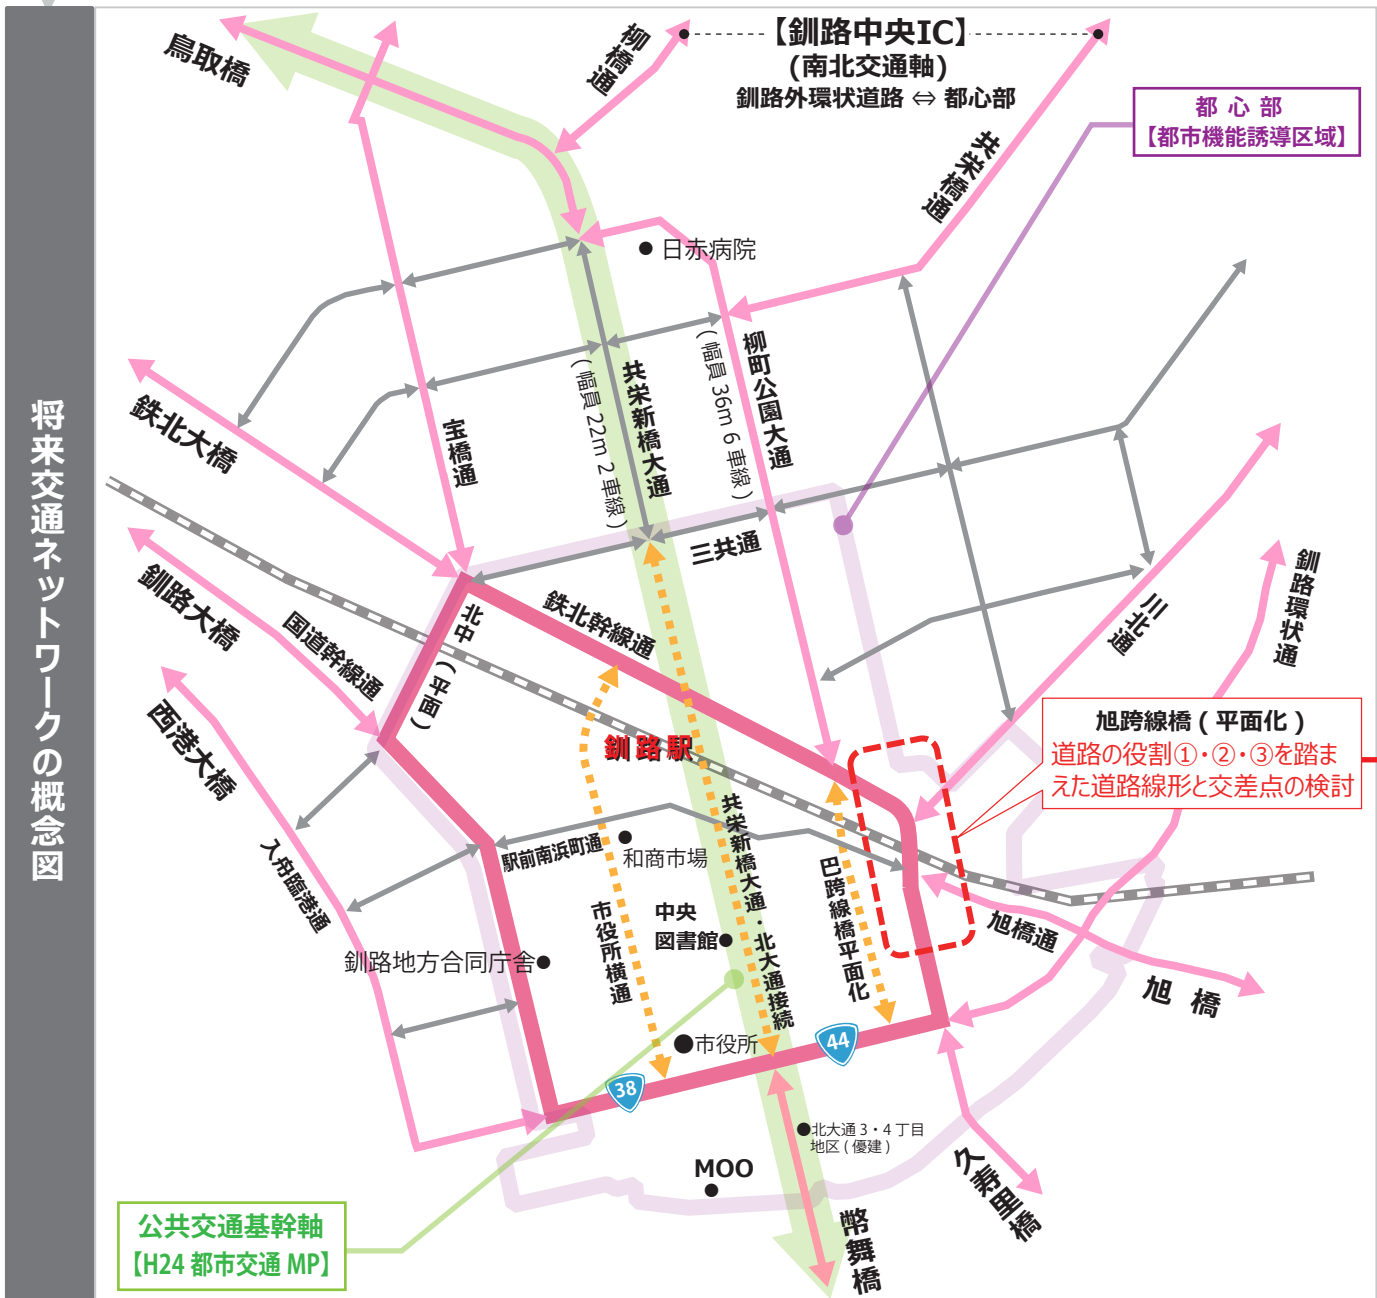 将来交通ネットワークの概念図
鳥取橋
柳橋通
【釧路中央IC】
(南北交通軸)
釧路外環状道路 ⇔ 都心部
都心部
【都市機能誘導区域】
共栄橋通
日赤病院
鉄北大橋
宝橋通
共栄新橋大通
(幅員22m 2車線)
柳町公園大通
(幅員36m 6車線)
三共通
釧路大橋
国道幹線通
北中(平面)
鉄北幹線通
川北通
釧路環状通
西港大橋
入舟臨港通
釧路駅
旭跨線橋(平面化)
道路の役割①・②・③を踏ま
えた道路線形と交差点の検討
駅前南浜町通
和商市場
共栄新橋大通・北大通接続
巴跨線橋平面化
市役所横通
中央
図書館
釧路地方合同庁舎
旭橋通
旭橋
市役所
44
38
北大通3・4丁目
地区(優建)
MOO
久寿里橋
幣舞橋
公共交通基幹軸
【H24 都市交通 MP】